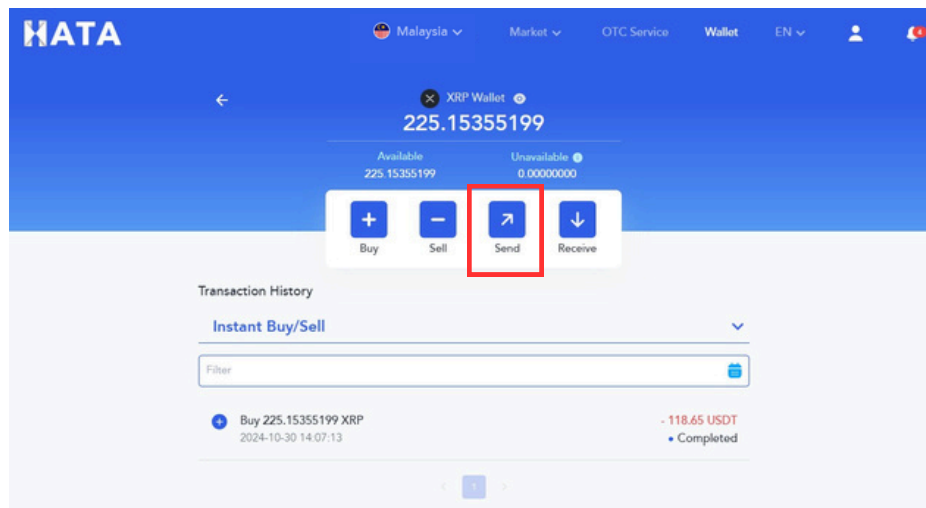 HATA
Malaysia Market OTC Service Wallet EN 4
XRP Wallet
225.15355199
Available Unavailable
225.15355199 0.00000000
Buy Sell Send Receive
Transaction History
Instant Buy/Sell
Filter
Buy 225.15355199 XRP - 118.65 USDT
2024-10-30 14:07:13 Completed
1